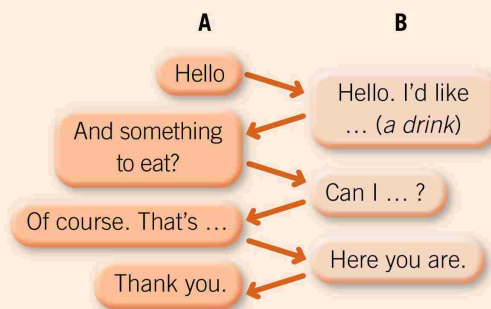 A
B
Hello
Hello. I'd like
… (a drink)
And something
to eat?
Can I … ?
Of course. That's …
Here you are.
Thank you.